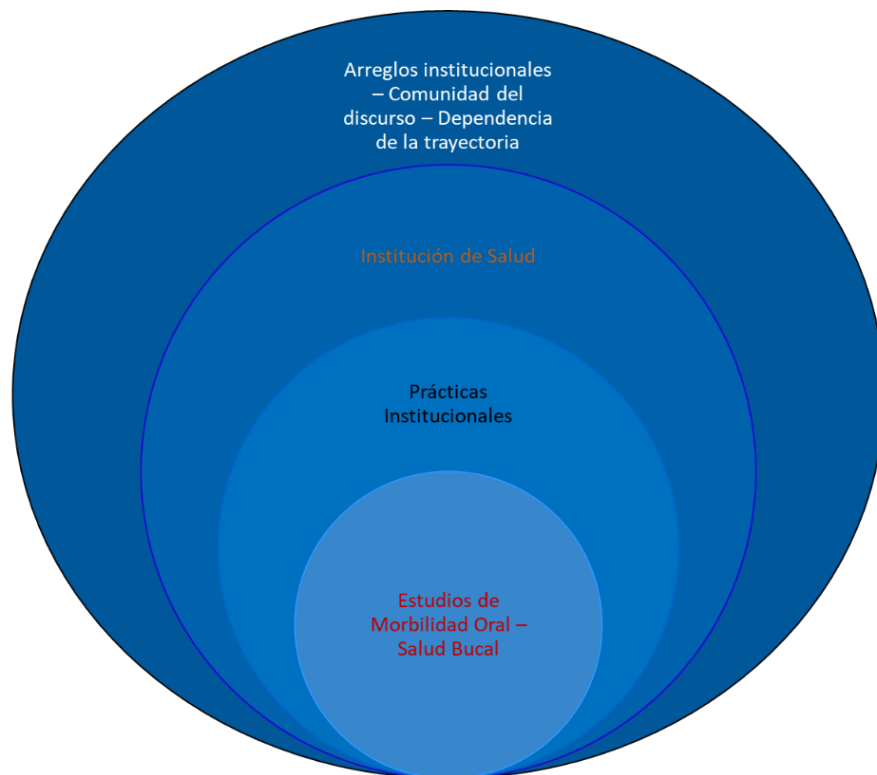 Arreglos institucionales
– Comunidad del
discurso – Dependencia
de la trayectoria
Institución de Salud
Prácticas
Institucionales
Estudios de
Morbilidad Oral –
Salud Bucal